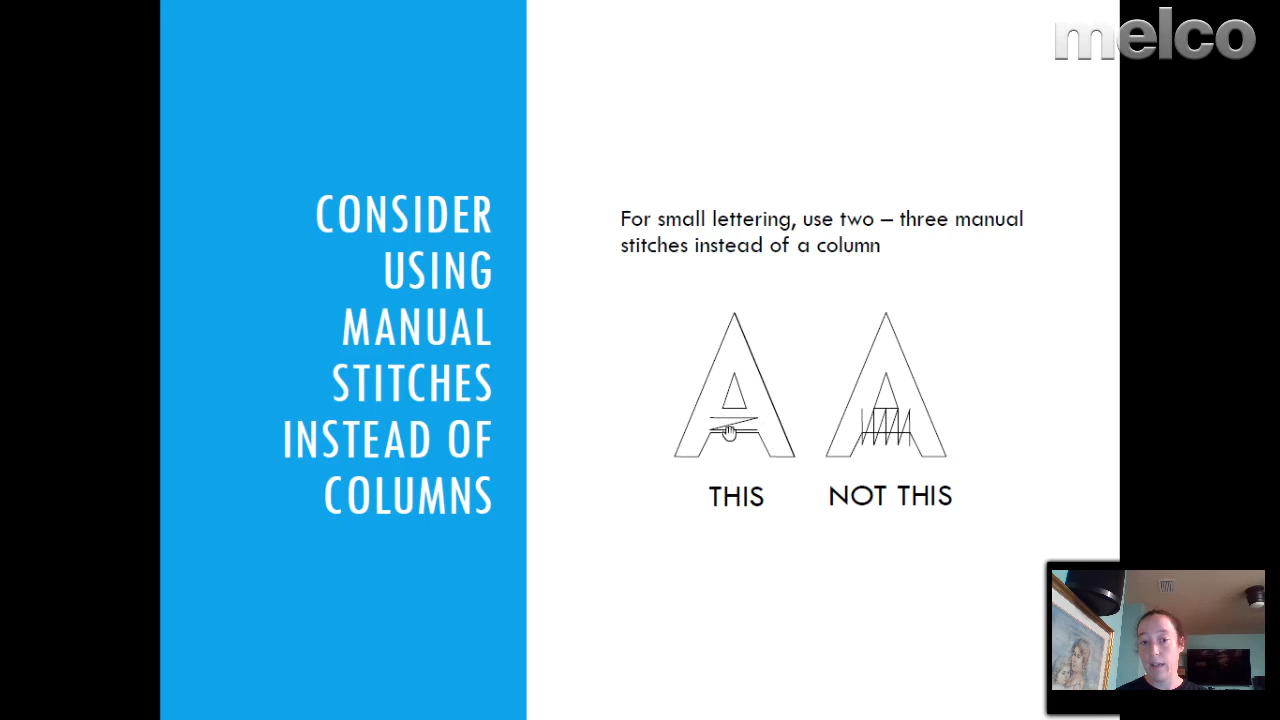 melco
CONSIDER
USING
MANUAL
STITCHES
INSTEAD OF
COLUMNS
For small lettering, use two – three manual
stitches instead of a column
A A
THIS NOT THIS